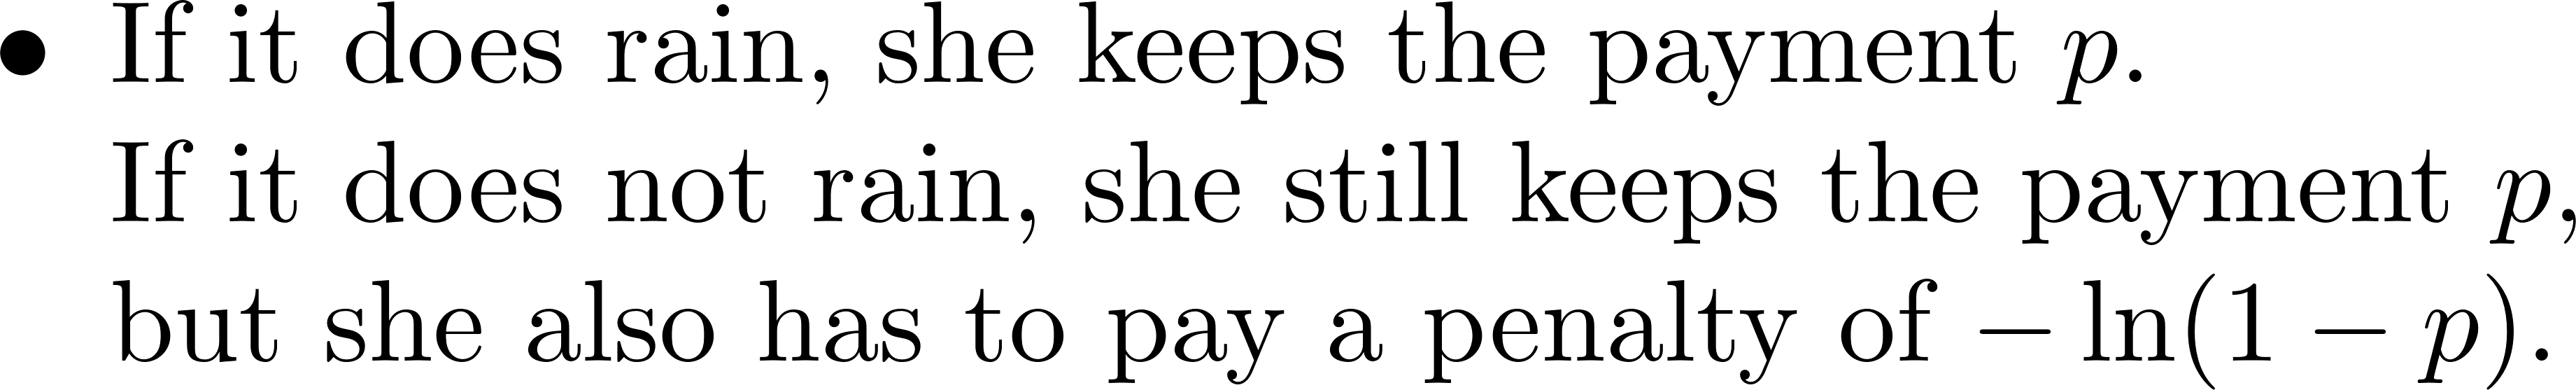 • If it does rain, she keeps the payment p.
If it does not rain, she still keeps the payment p,
but she also has to pay a penalty of − ln(1 − p).